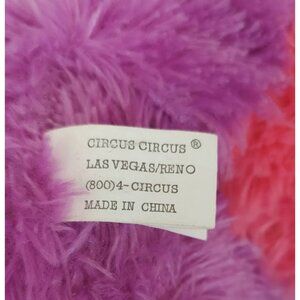 CIRCUS CIRCUS ®
LAS VEGAS/RENO
(800)4-CIRCUS
MADE IN CHINA